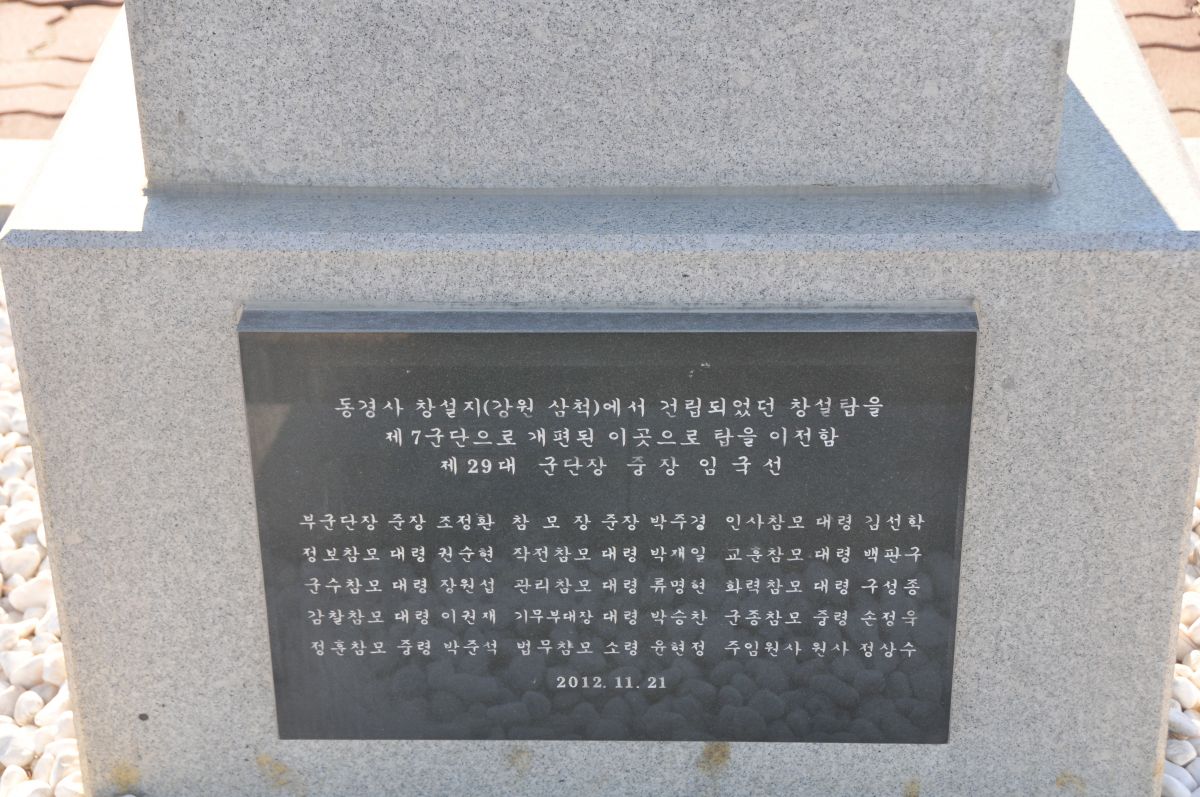 동경사 창설지(강원 삼척)에서 건립되었던 창설탑을
제7군단으로 개편된 이곳으로 탑을 이전함
제29대 군단장 중장 임국선
부군단장 준장 조정환 참모장 준장 박주경 인사참모 대령 김선학
정보참모 대령 권순현 작전참모 대령 박재일 교훈참모 대령 백판구
군수참모 대령 장원섭 관리참모 대령 류명현 화력참모 대령 구성종
감찰참모 대령 이권재 기무부대장 대령 박승찬 군종참모 중령 손정욱
정훈참모 중령 박준석 법무참모 소령 윤현정 주임원사 원사 정상수
2012. 11. 21